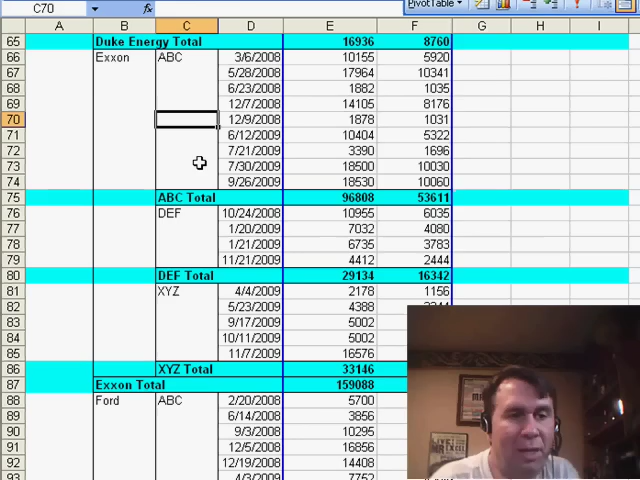 C70 fx PivotTable
A B C D E F G H I
65 Duke Energy Total 16936 8760
66 Exxon ABC 3/6/2008 10155 5920
67 5/28/2008 17964 10341
68 6/23/2008 1882 1035
69 12/7/2008 14105 8176
70 12/9/2008 1878 1031
71 6/12/2009 10404 5322
72 7/21/2009 3390 1696
73 7/30/2009 18500 10030
74 9/26/2009 18530 10060
75 ABC Total 96808 53611
76 DEF 10/24/2008 10955 6035
77 1/20/2009 7032 4080
78 1/21/2009 6735 3783
79 11/21/2009 4412 2444
80 DEF Total 29134 16342
81 XYZ 4/4/2009 2178 1156
82 5/23/2009 4388
83 9/17/2009 5002
84 10/11/2009 5002
85 11/7/2009 16576
86 XYZ Total 33146
87 Exxon Total 159088
88 Ford ABC 2/20/2008 5700
89 6/14/2008 3856
90 9/3/2008 10295
91 12/5/2008 16856
92 12/19/2008 14408
93 4/3/2009 7752